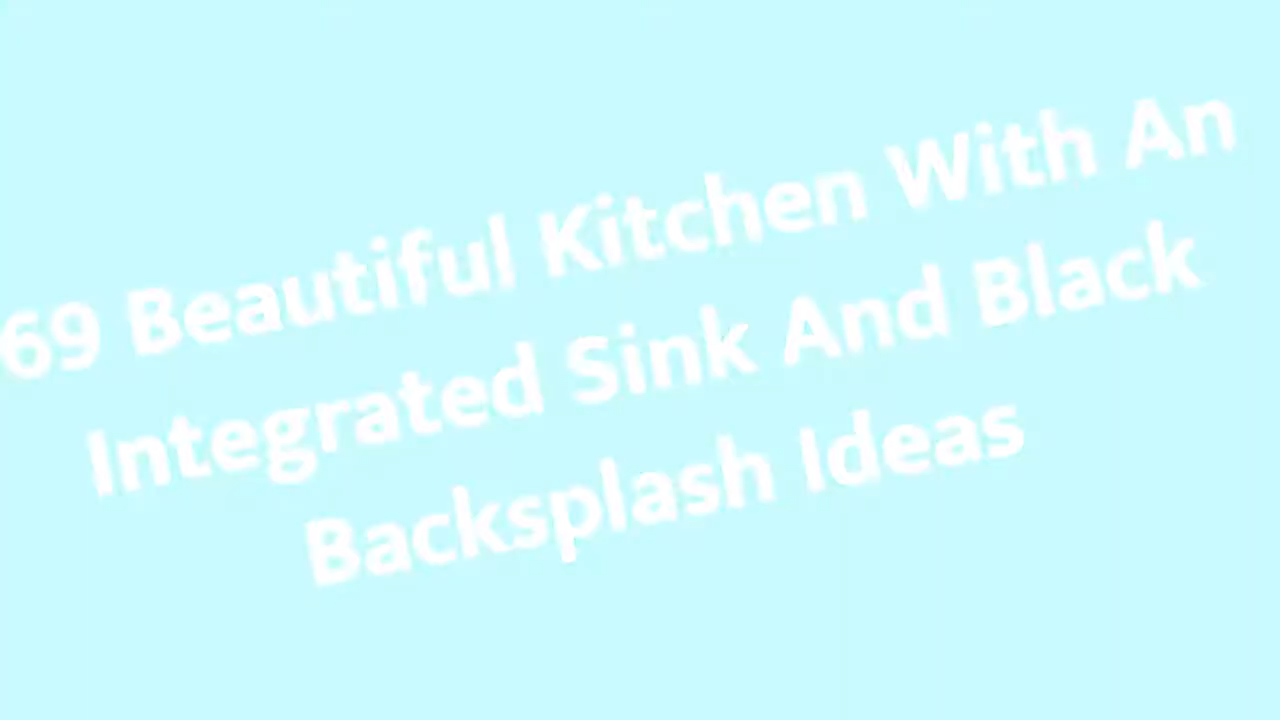 69 Beautiful Kitchen With An
Integrated Sink And Black
Backsplash Ideas